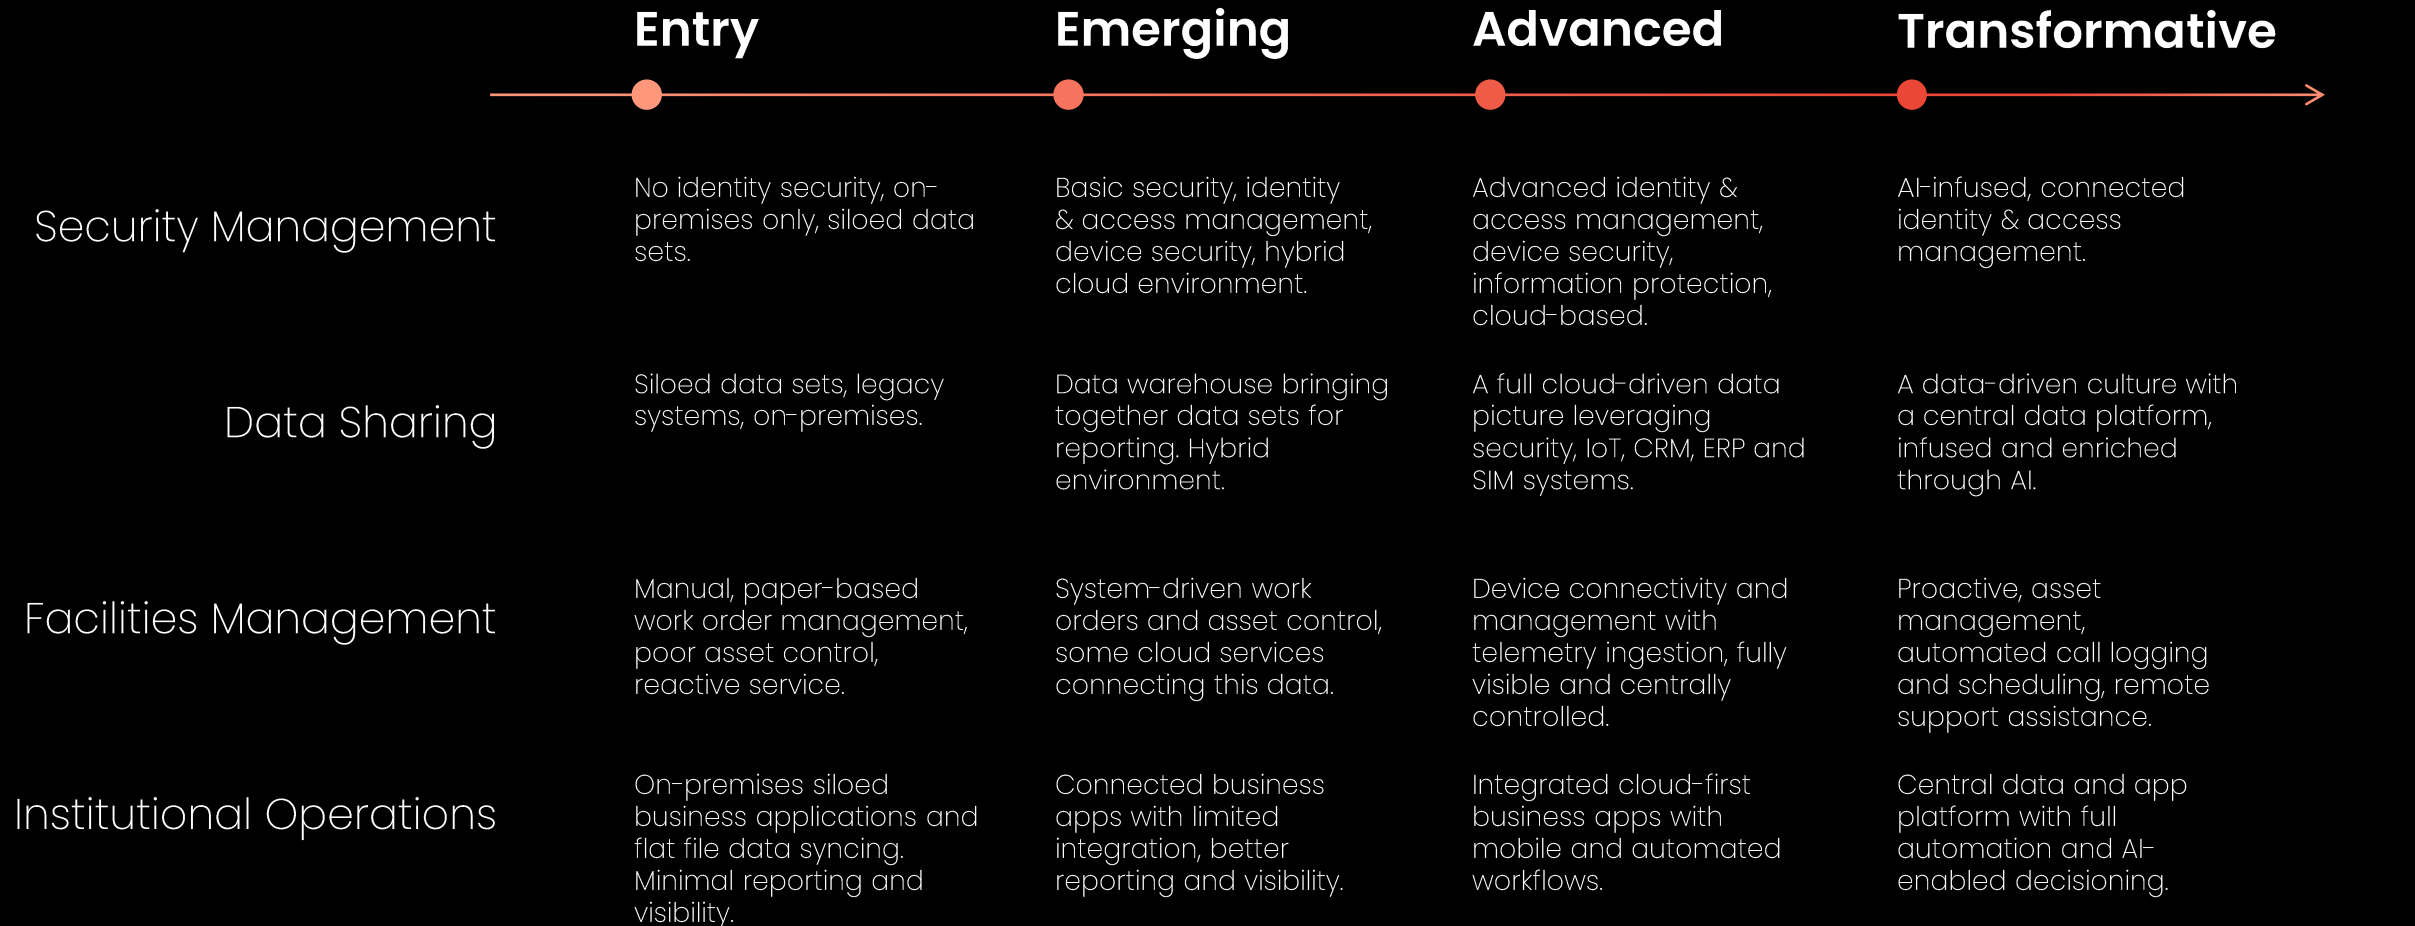 Entry
Emerging
Advanced
Transformative
Security Management
No identity security, on-
premises only, siloed data
sets.
Basic security, identity
& access management,
device security, hybrid
cloud environment.
Advanced identity &
access management,
device security,
information protection,
cloud-based.
AI-infused, connected
identity & access
management.
Data Sharing
Siloed data sets, legacy
systems, on-premises.
Data warehouse bringing
together data sets for
reporting. Hybrid
environment.
A full cloud-driven data
picture leveraging
security, IoT, CRM, ERP and
SIM systems.
A data-driven culture with
a central data platform,
infused and enriched
through AI.
Facilities Management
Manual, paper-based
work order management,
poor asset control,
reactive service.
System-driven work
orders and asset control,
some cloud services
connecting this data.
Device connectivity and
management with
telemetry ingestion, fully
visible and centrally
controlled.
Proactive, asset
management,
automated call logging
and scheduling, remote
support assistance.
Institutional Operations
On-premises siloed
business applications and
flat file data syncing.
Minimal reporting and
visibility.
Connected business
apps with limited
integration, better
reporting and visibility.
Integrated cloud-first
business apps with
mobile and automated
workflows.
Central data and app
platform with full
automation and AI-
enabled decisioning.